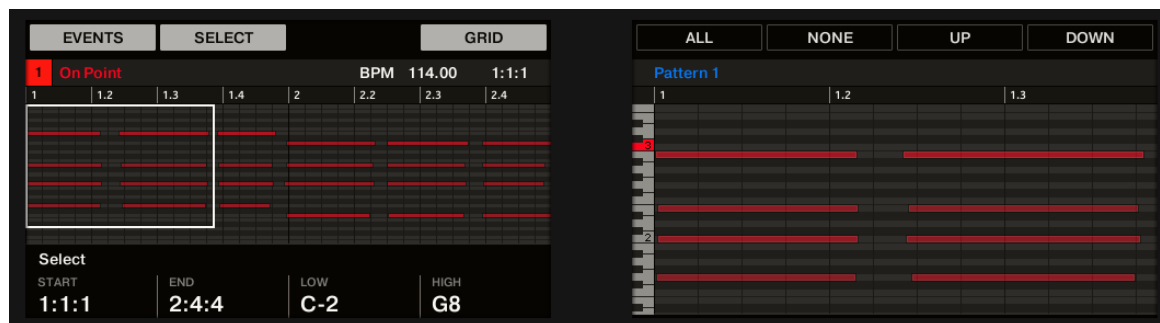 EVENTS SELECT GRID
1 On Point BPM 114.00 1:1:1
1 1.2 1.3 1.4 2 2.2 2.3 2.4
Select
START END LOW HIGH
1:1:1 2:4:4 C-2 G8
ALL NONE UP DOWN
Pattern 1
1 1.2 1.3
3
2